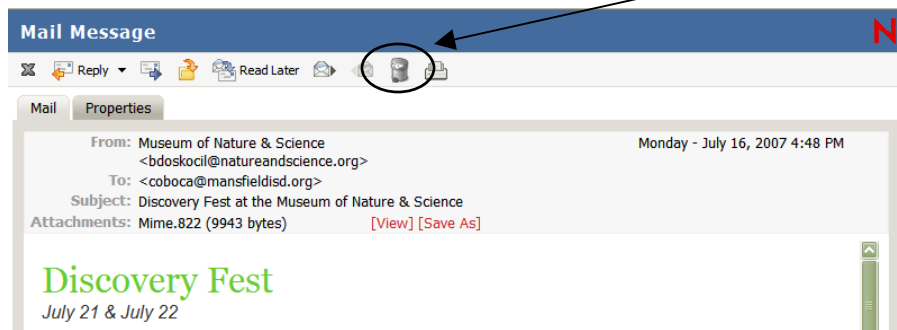 Mail Message N
Reply Read Later
Mail Properties
From: Museum of Nature & Science Monday - July 16, 2007 4:48 PM
<bdoskocil@natureandscience.org>
To: <coboca@mansfieldisd.org>
Subject: Discovery Fest at the Museum of Nature & Science
Attachments: Mime.822 (9943 bytes) [View] [Save As]
Discovery Fest
July 21 & July 22